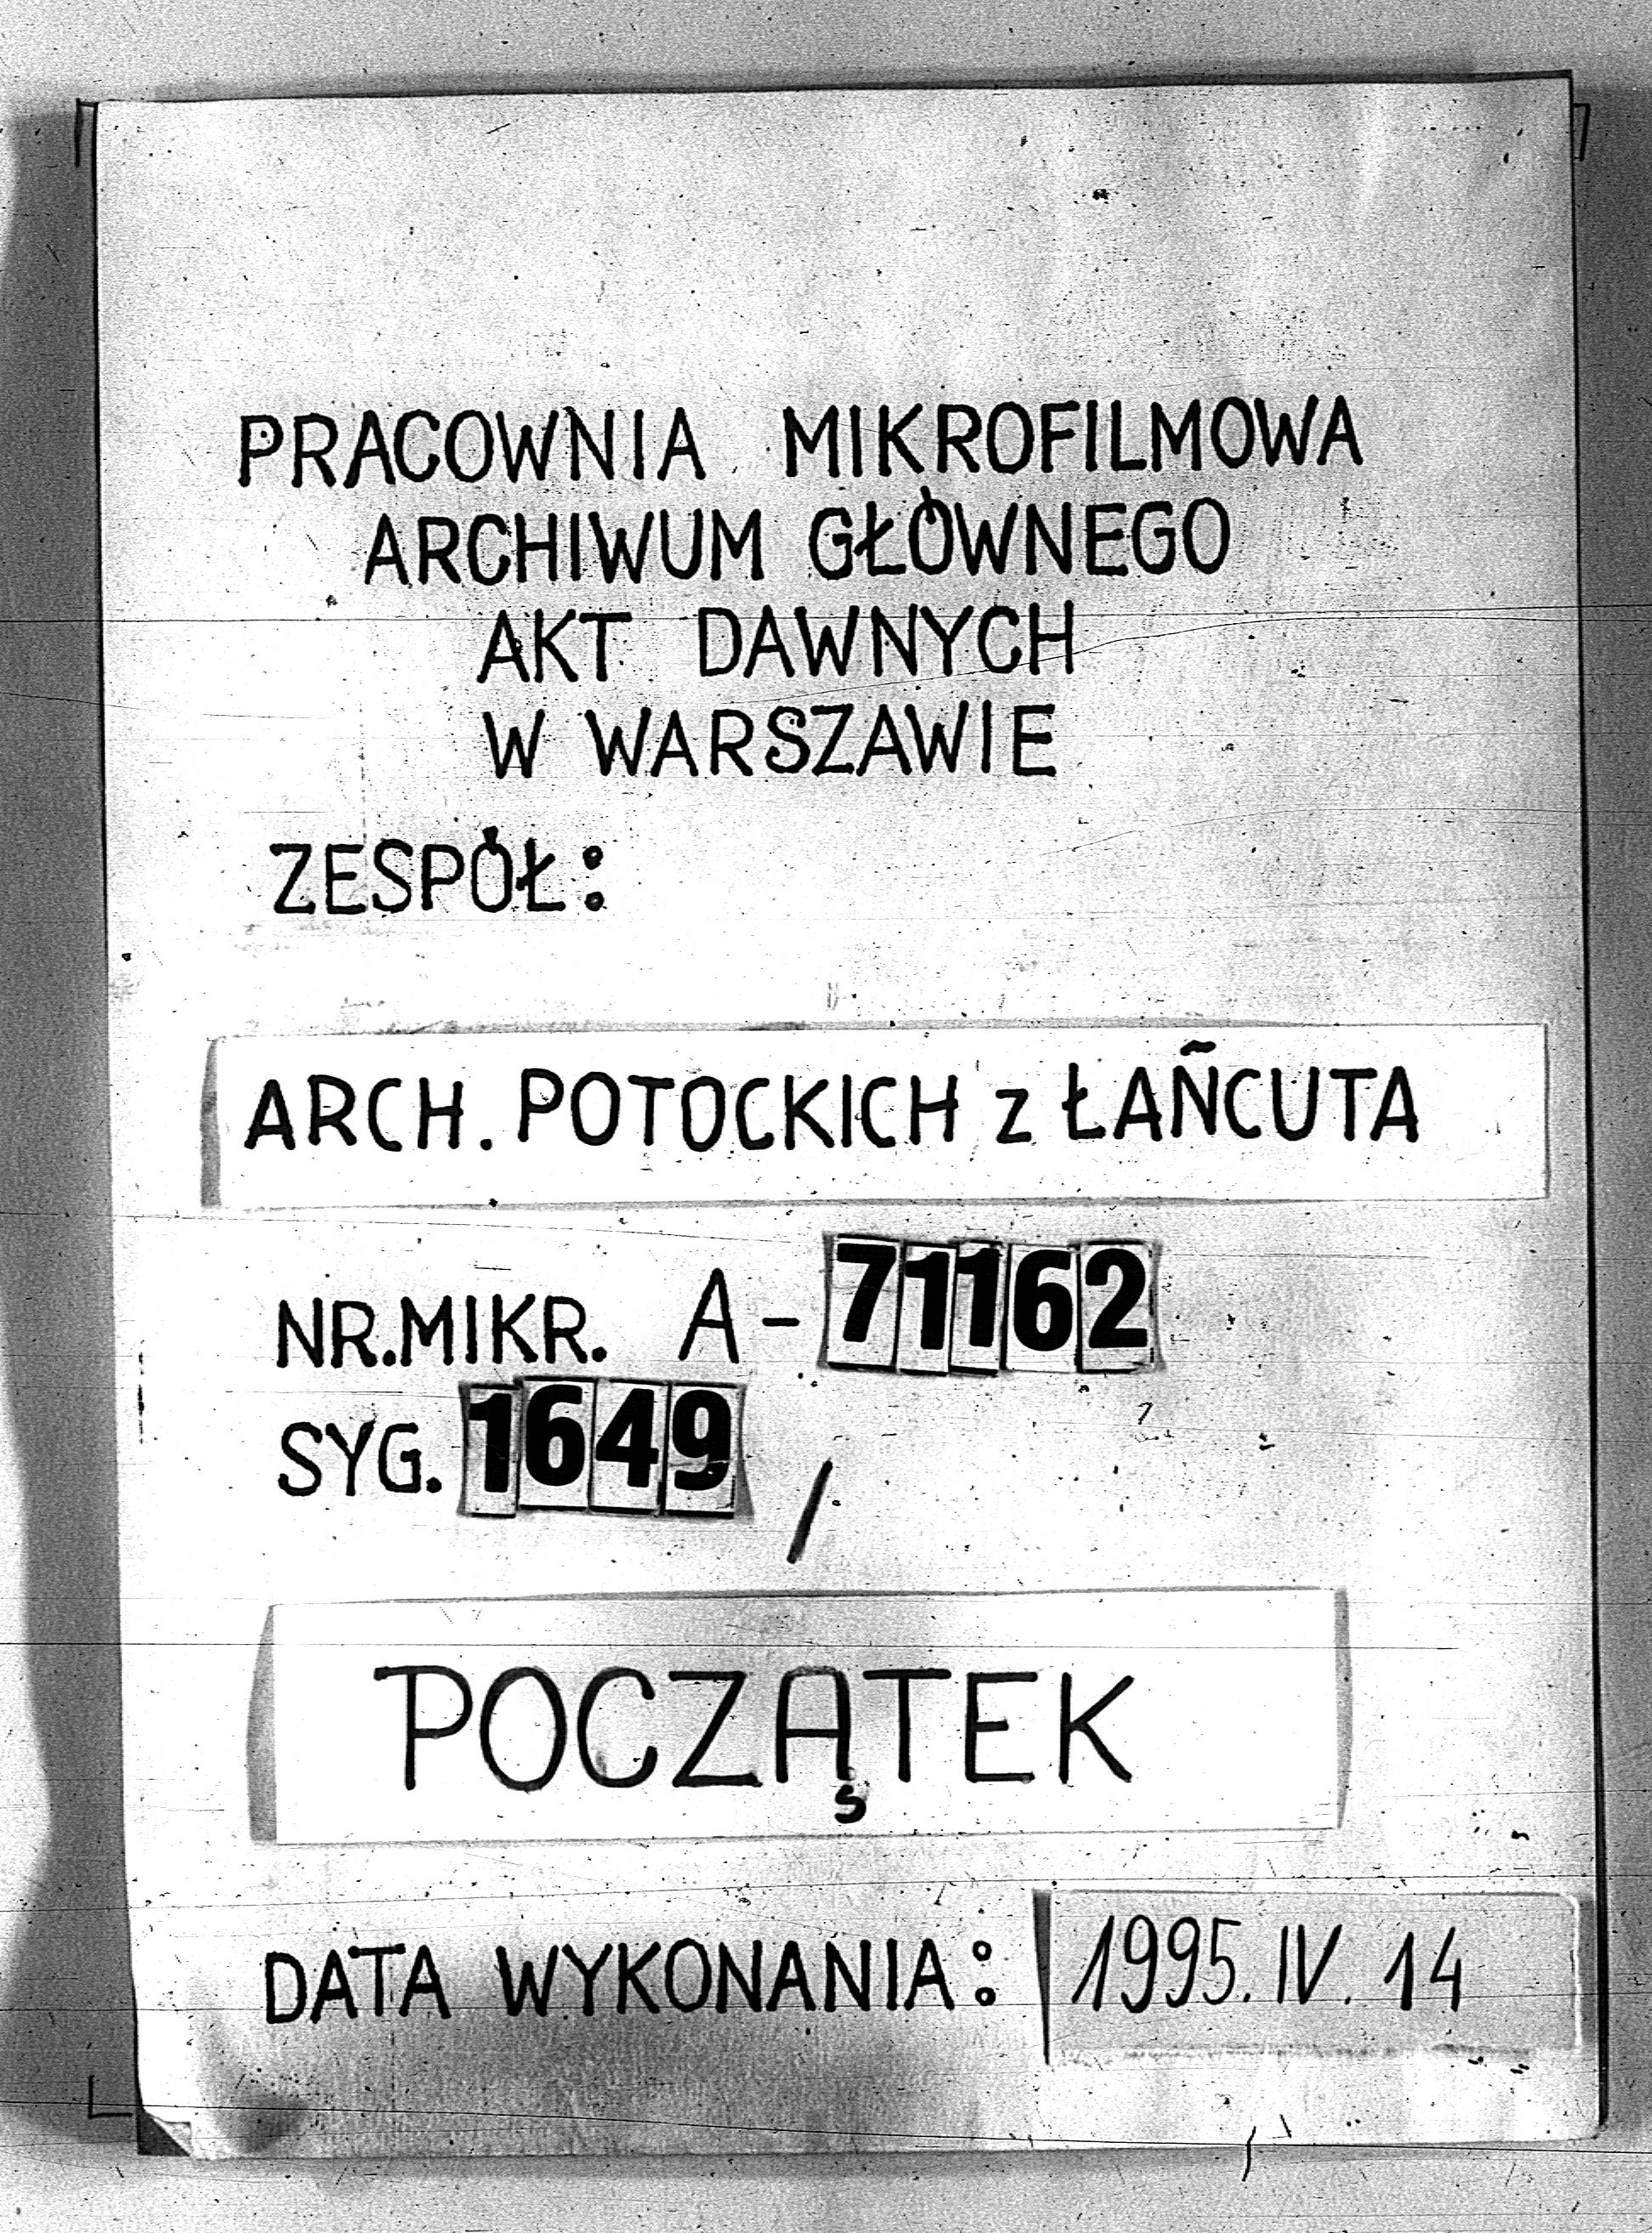 PRACOWNIA MIKROFILMOWA
ARCHIWUM GŁÓWNEGO
AKT DAWNYCH
W WARSZAWIE
ZESPÓŁ:
ARCH. POTOCKICH z ŁAŃCUTA
NR.MIKR. A-71162
SYG. 1649 /
POCZĄTEK
DATA WYKONANIA: 1995.IV.14